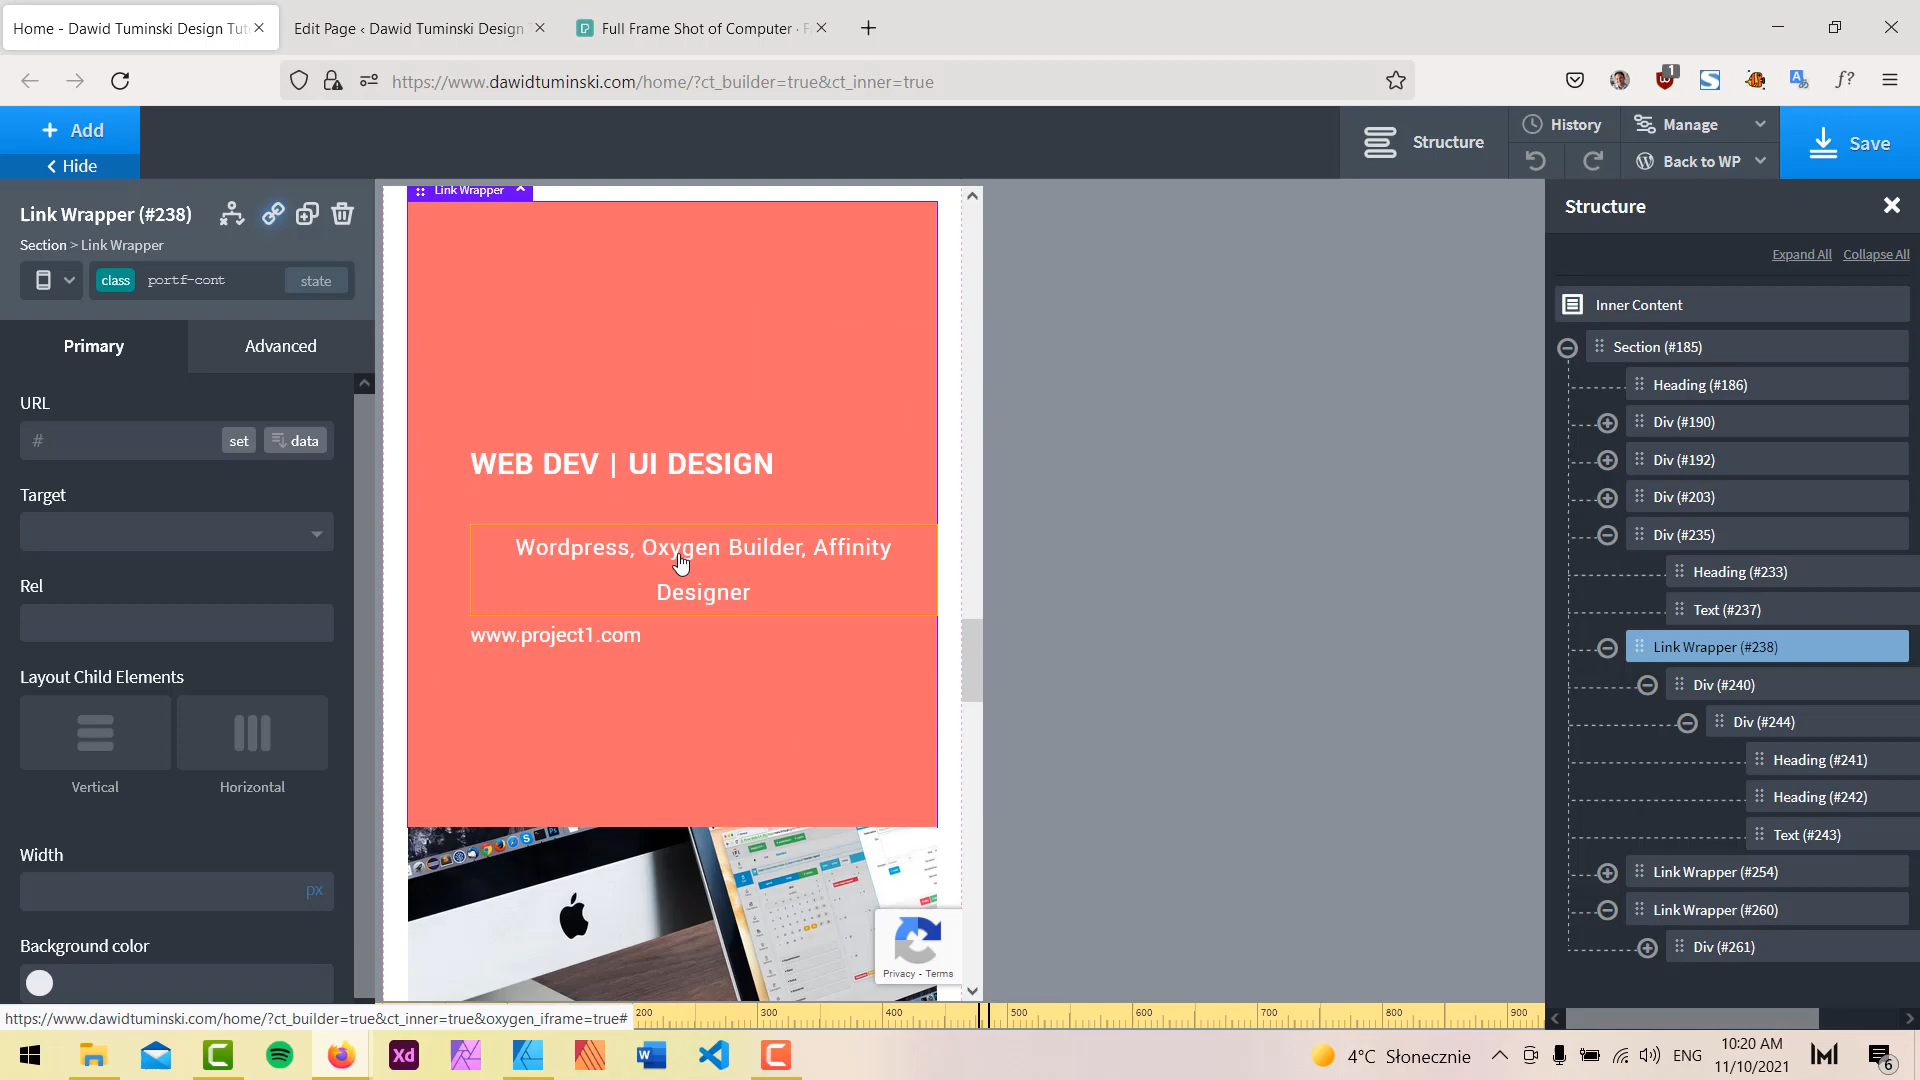 Home - Dawid Tuminski Design Tut
Edit Page ‹ Dawid Tuminski Design T
Full Frame Shot of Computer · F
https://www.dawidtuminski.com/home/?ct_builder=true&ct_inner=true
1
f?
+ Add
Hide
Structure
History
Manage
Back to WP
Save
Link Wrapper (#238)
Section > Link Wrapper
class
portf-cont
state
Primary
Advanced
URL
#
set
data
Target
Rel
Layout Child Elements
Vertical
Horizontal
Width
px
Background color
Link Wrapper
WEB DEV | UI DESIGN
Wordpress, Oxygen Builder, Affinity
Designer
www.project1.com
Privacy - Terms
Structure
Expand All
Collapse All
Inner Content
Section (#185)
Heading (#186)
Div (#190)
Div (#192)
Div (#203)
Div (#235)
Heading (#233)
Text (#237)
Link Wrapper (#238)
Div (#240)
Div (#244)
Heading (#241)
Heading (#242)
Text (#243)
Link Wrapper (#254)
Link Wrapper (#260)
Div (#261)
https://www.dawidtuminski.com/home/?ct_builder=true&ct_inner=true&oxygen_iframe=true#
200 300 400 500 600 700 800 900
Xd
W
4°C Słonecznie
ENG
10:20 AM
11/10/2021
6